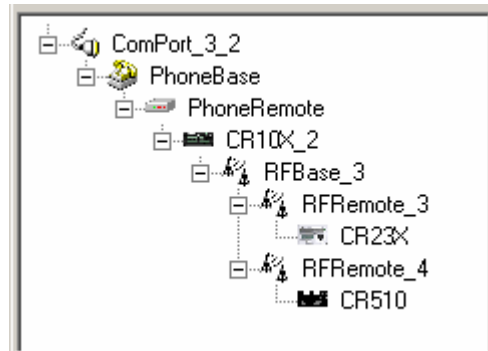 ComPort_3_2
PhoneBase
PhoneRemote
CR10X_2
RFBase_3
RFRemote_3
CR23X
RFRemote_4
CR510